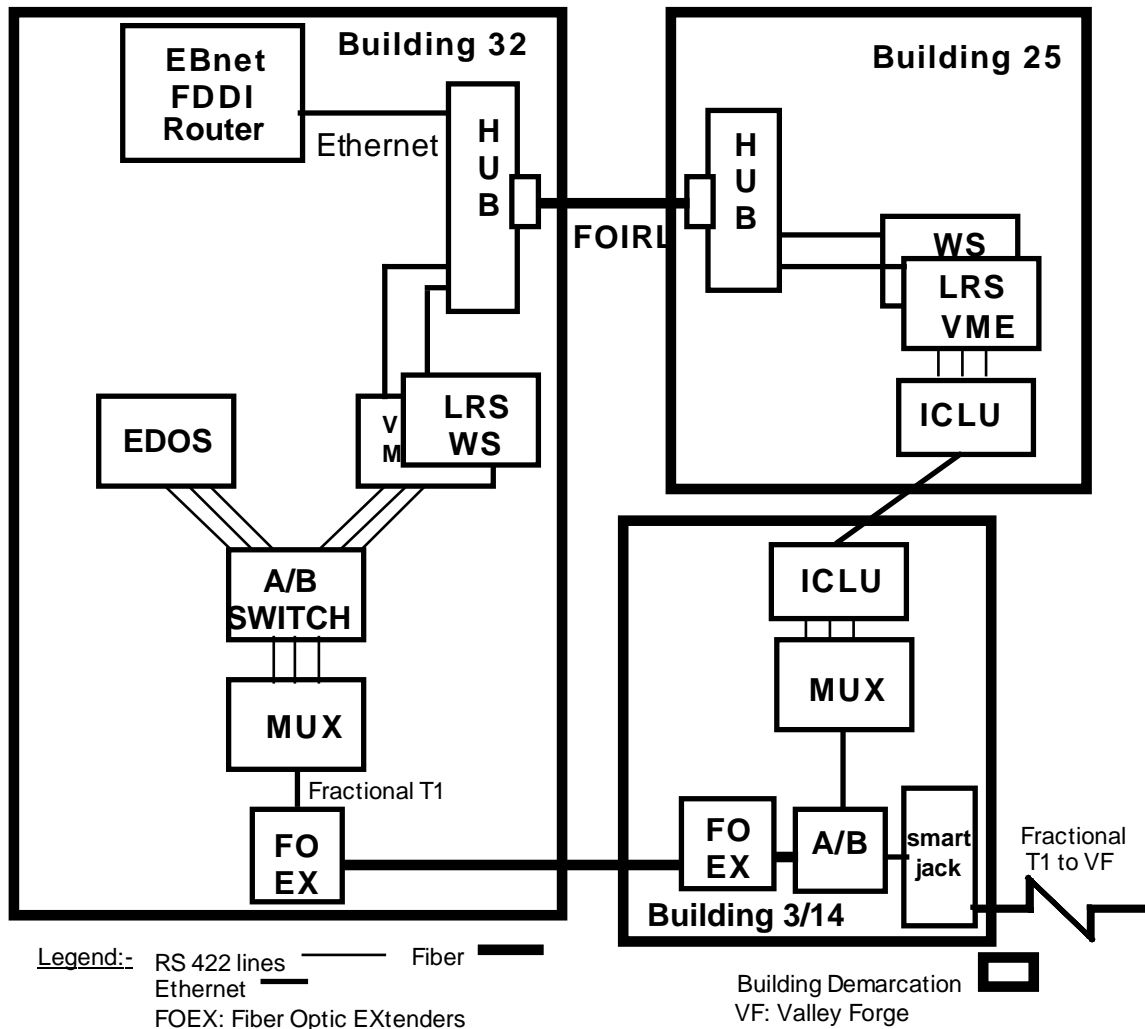 Building 32
EBnet
FDDI
Router
Ethernet
H
U
B
FOIRL
Building 25
H
U
B
WS
LRS
VME
ICLU
EDOS
V
M
LRS
WS
A/B
SWITCH
MUX
Fractional T1
FO
EX
ICLU
MUX
FO
EX
A/B
smart
jack
Building 3/14
Fractional
T1 to VF
Legend:- RS 422 lines Fiber
Ethernet
FOEX: Fiber Optic EXtenders
Building Demarcation
VF: Valley Forge